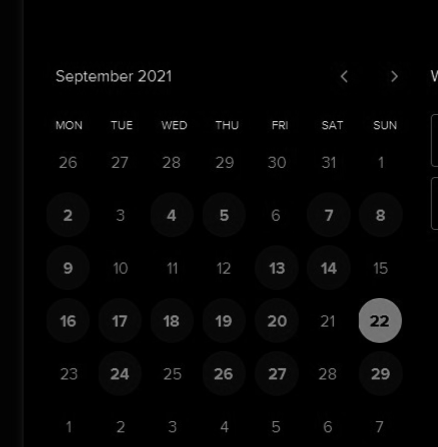 September 2021
W
MON TUE WED THU FRI SAT SUN
26 27 28 29 30 31 1
2 3 4 5 6 7 8
9 10 11 12 13 14 15
16 17 18 19 20 21 22
23 24 25 26 27 28 29
1 2 3 4 5 6 7